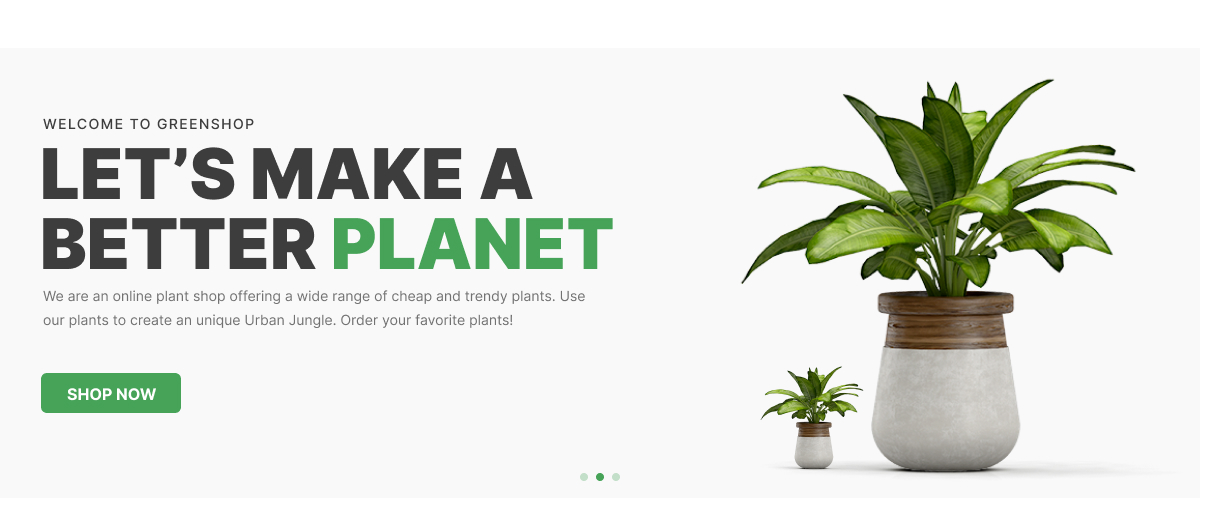 WELCOME TO GREENSHOP
LET’S MAKE A
BETTER PLANET
We are an online plant shop offering a wide range of cheap and trendy plants. Use
our plants to create an unique Urban Jungle. Order your favorite plants!
SHOP NOW